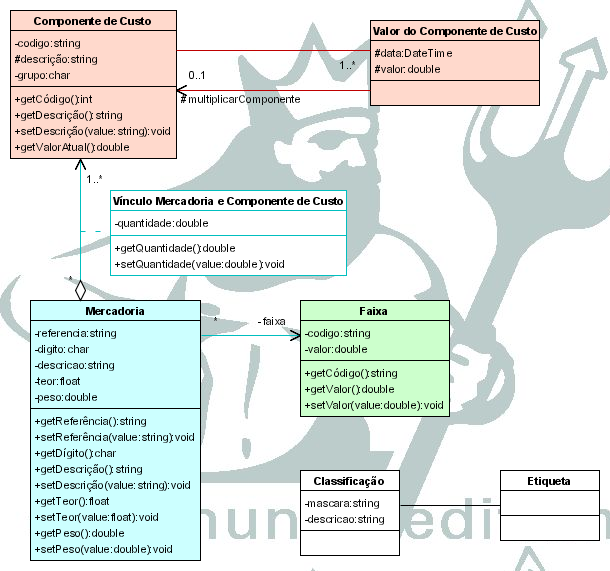 Componente de Custo
-codigo:string
#descrição:string
-grupo:char
+getCódigo():int
+getDescrição():string
+setDescrição(value:string):void
+getValorAtual():double
Valor do Componente de Custo
#data:DateTime
#valor:double
1..*
0..1
#multiplicarComponente
1..*
Vínculo Mercadoria e Componente de Custo
-quantidade:double
+getQuantidade():double
+setQuantidade(value:double):void
*
Mercadoria
-referencia:string
-digito:char
-descricao:string
-teor:float
-peso:double
+getReferência():string
+setReferência(value:string):void
+getDígito():char
+getDescrição():string
+setDescrição(value:string):void
+getTeor():float
+setTeor(value:float):void
+getPeso():double
+setPeso(value:double):void
*
-faixa
Faixa
-codigo:string
-valor:double
+getCódigo():string
+getValor():double
+setValor(value:double):void
Classificação
-mascara:string
-descricao:string
Etiqueta